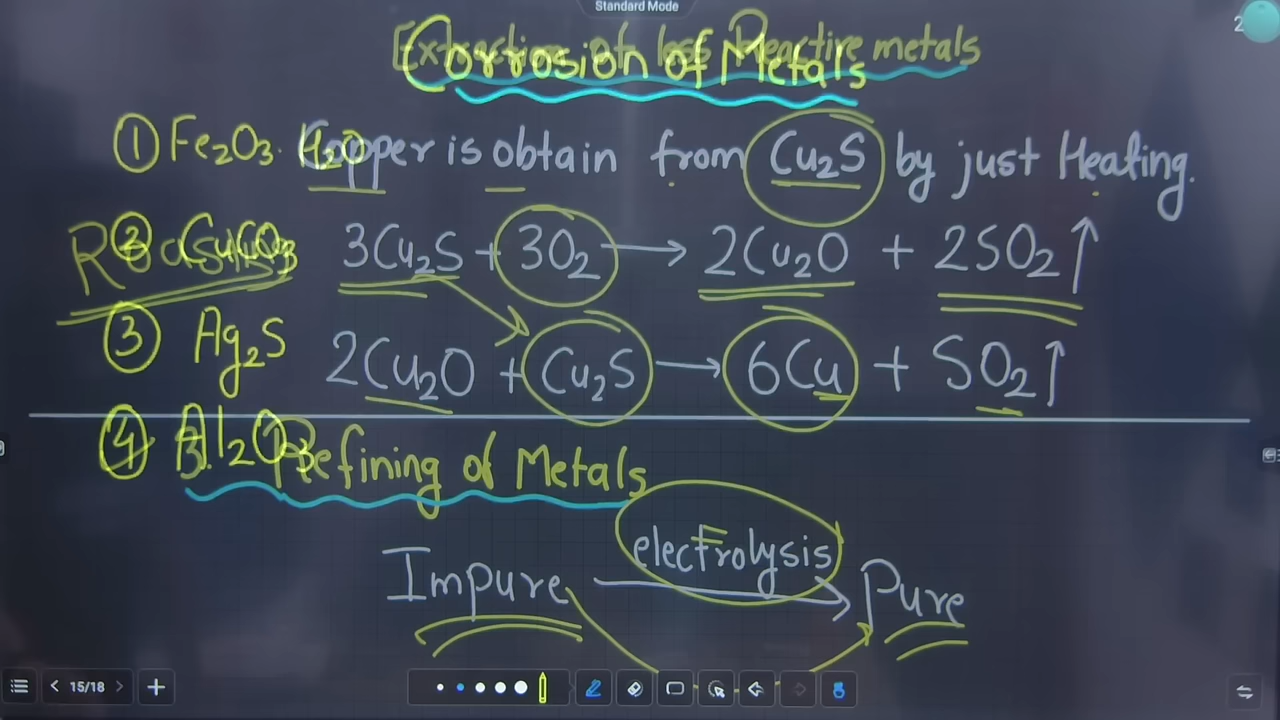 Standard Mode
2
Extraction of less Reactive metals
Corrosion of Metals
① Fe₂O₃. H₂O
Copper is obtain from Cu₂S by just Heating.
②
3Cu₂S + 3O₂ → 2Cu₂O + 2SO₂↑
③ Ag₂S
2Cu₂O + Cu₂S → 6Cu + SO₂↑
④ Al₂O₃
3. Refining of Metals
Impure electrolysis Pure
15/18